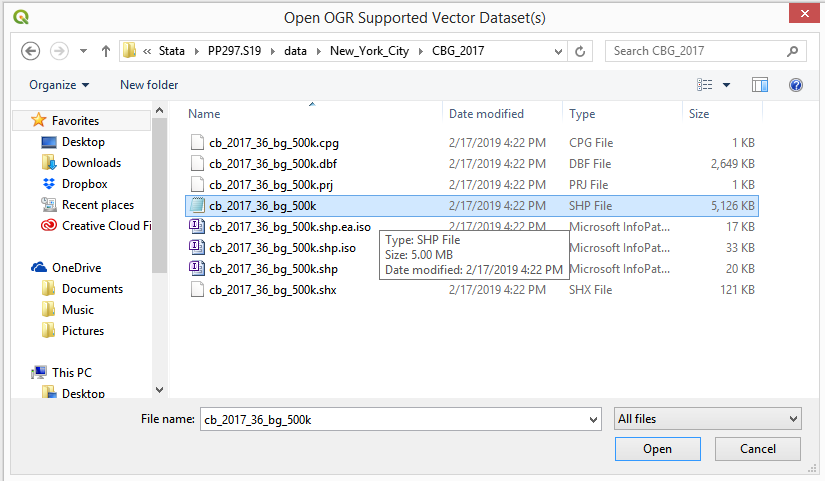 Open OGR Supported Vector Dataset(s)
« Stata PP297.S19 data New_York_City CBG_2017 Search CBG_2017
Organize New folder
Name Date modified Type Size
Favorites
Desktop
Downloads
Dropbox
Recent places
Creative Cloud Fi
OneDrive
Documents
Music
Pictures
This PC
Desktop
cb_2017_36_bg_500k.cpg 2/17/2019 4:22 PM CPG File 1 KB
cb_2017_36_bg_500k.dbf 2/17/2019 4:22 PM DBF File 2,649 KB
cb_2017_36_bg_500k.prj 2/17/2019 4:22 PM PRJ File 1 KB
cb_2017_36_bg_500k 2/17/2019 4:22 PM SHP File 5,126 KB
cb_2017_36_bg_500k.shp.ea.iso 2/17/2019 4:22 PM Microsoft InfoPat... 17 KB
cb_2017_36_bg_500k.shp.iso Microsoft InfoPat... 33 KB
cb_2017_36_bg_500k.shp Microsoft InfoPat... 20 KB
cb_2017_36_bg_500k.shx 2/17/2019 4:22 PM SHX File 121 KB
Type: SHP File
Size: 5.00 MB
Date modified: 2/17/2019 4:22 PM
File name: cb_2017_36_bg_500k All files
Open Cancel